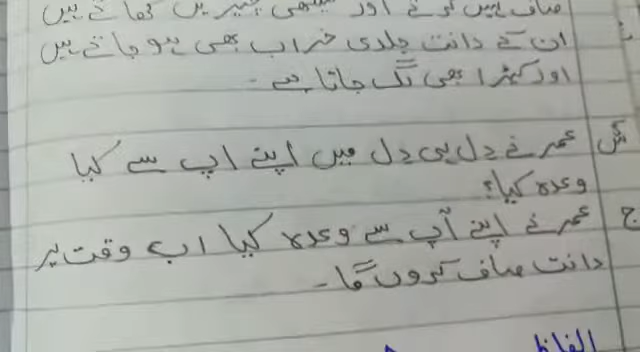 صاف نہیں کرتے اور میٹھی چیزیں کھاتے ہیں
ان کے دانت جلدی خراب بھی ہو جاتے ہیں
اور کیڑا بھی لگ جاتا ہے۔
س عمر نے دل ہی دل میں اپنے اپ سے کیا
وعدہ کیا؟
ج عمر نے اپنے آپ سے وعدہ کیا اب وقت پر
دانت صاف کروں گا۔
الفاظ